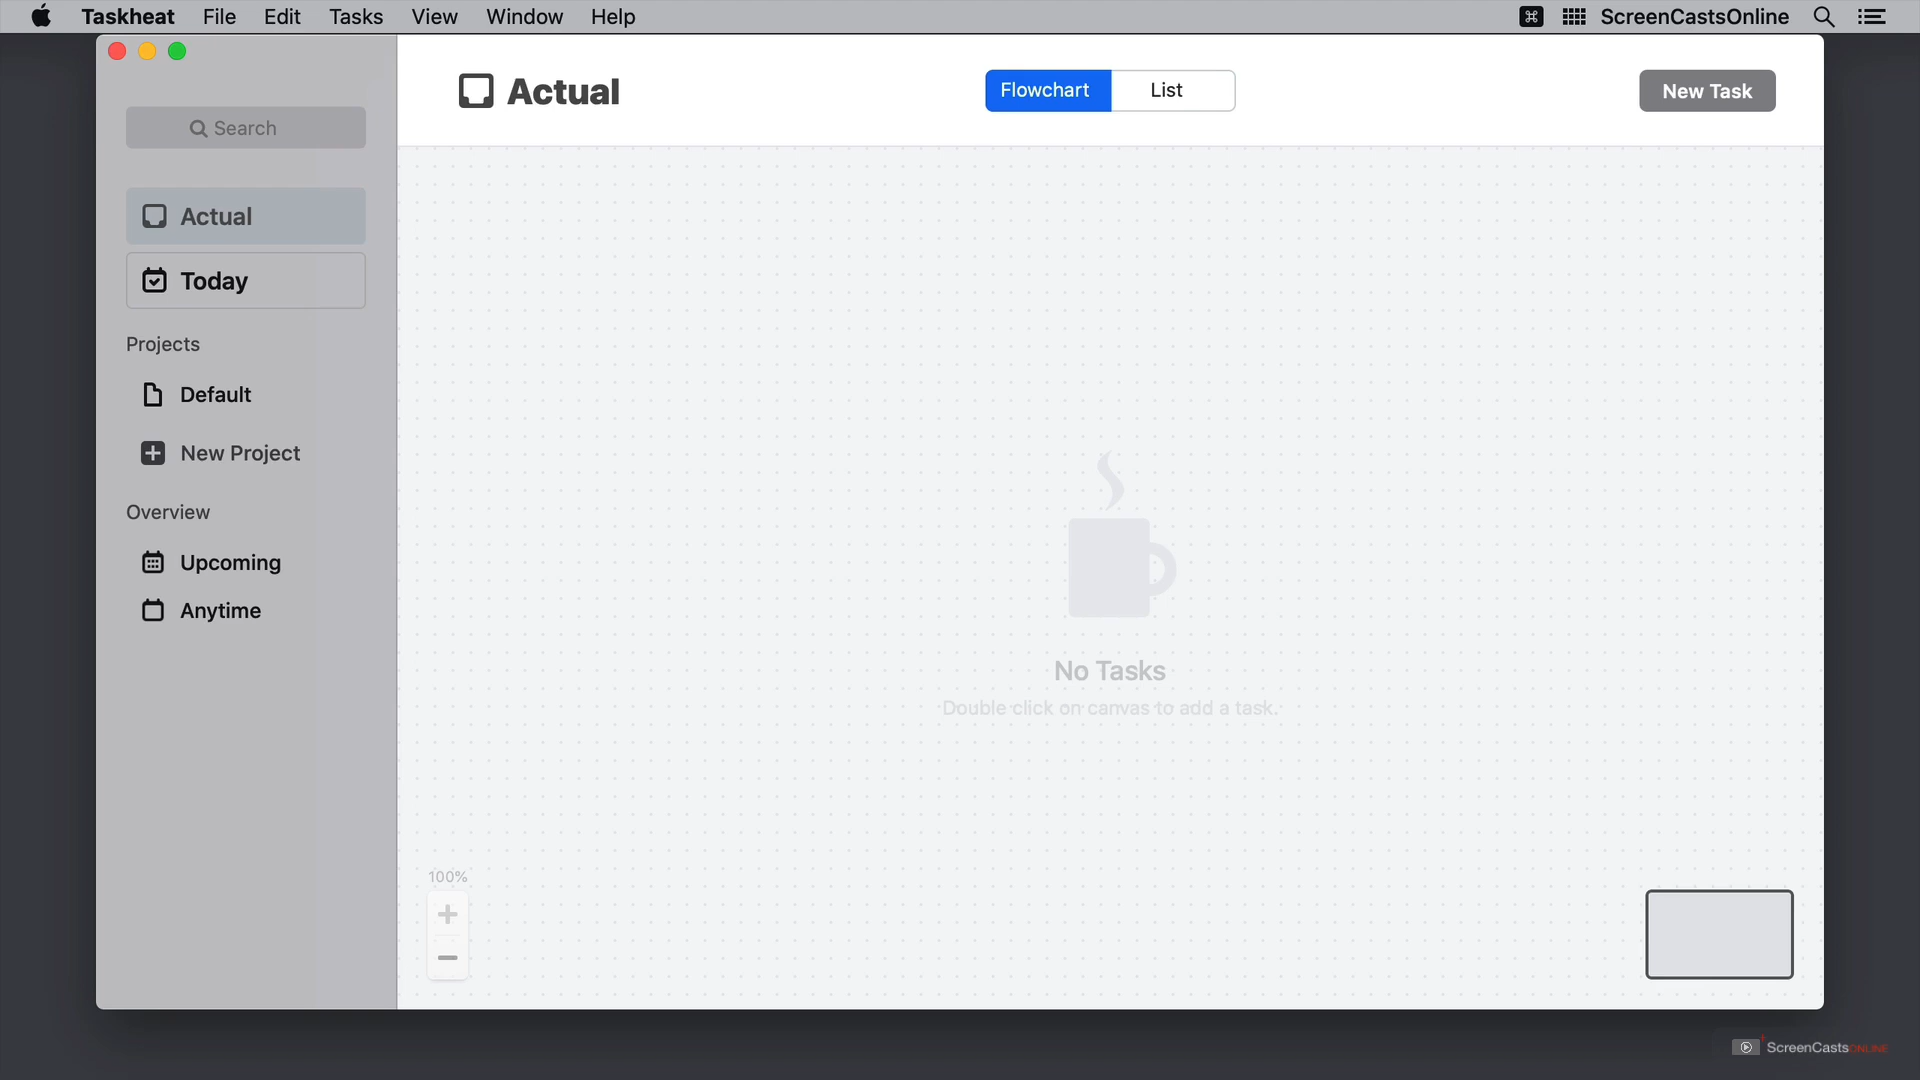 Taskheat File Edit Tasks View Window Help
ScreenCastsOnline
Search
Actual
Today
Projects
Default
New Project
Overview
Upcoming
Anytime
Actual
Flowchart List
New Task
No Tasks
Double click on canvas to add a task.
100%
ScreenCastsONLINE